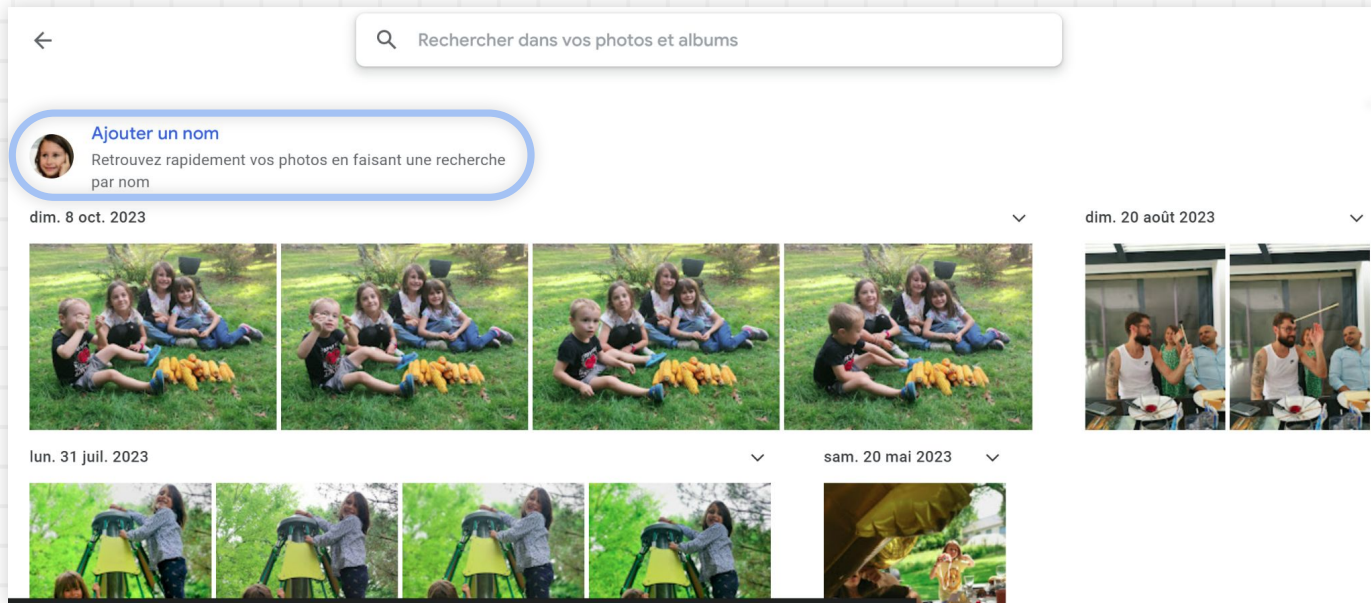 Rechercher dans vos photos et albums
Ajouter un nom
Retrouvez rapidement vos photos en faisant une recherche
par nom
dim. 8 oct. 2023
dim. 20 août 2023
lun. 31 juil. 2023
sam. 20 mai 2023